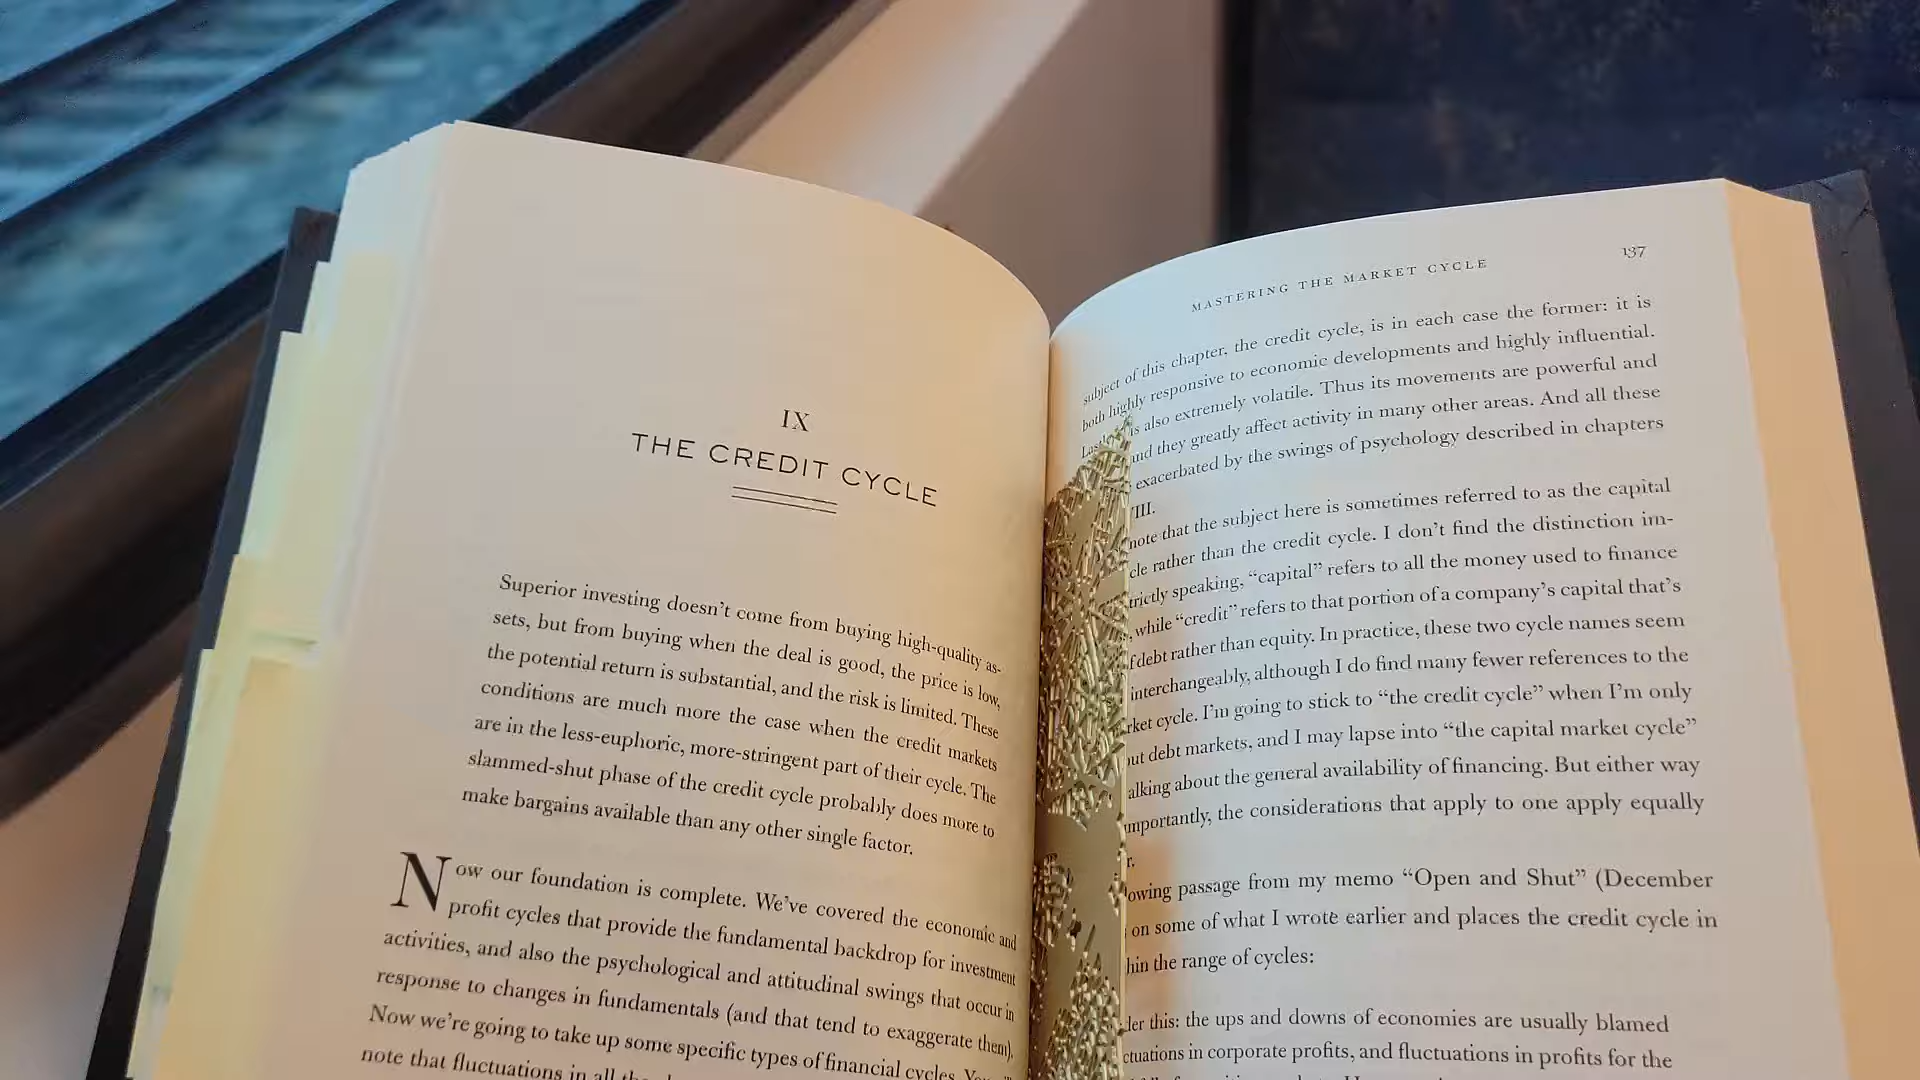 IX
THE CREDIT CYCLE
Superior investing doesn't come from buying high-quality as-
sets, but from buying when the deal is good, the price is low,
the potential return is substantial, and the risk is limited. These
conditions are much more the case when the credit markets
are in the less-euphoric, more-stringent part of their cycle. The
slammed-shut phase of the credit cycle probably does more to
make bargains available than any other single factor.
Now our foundation is complete. We've covered the economic and
profit cycles that provide the fundamental backdrop for investment
activities, and also the psychological and attitudinal swings that occur in
response to changes in fundamentals (and that tend to exaggerate them).
Now we're going to take up some specific types of financial cycles.
note that fluctuations in all
MASTERING THE MARKET CYCLE 137
subject of this chapter, the credit cycle, is in each case the former: it is
both highly responsive to economic developments and highly influential.
is also extremely volatile. Thus its movements are powerful and
and they greatly affect activity in many other areas. And all these
exacerbated by the swings of psychology described in chapters
III.
note that the subject here is sometimes referred to as the capital
cle rather than the credit cycle. I don't find the distinction im-
trictly speaking, "capital" refers to all the money used to finance
, while "credit" refers to that portion of a company's capital that's
f debt rather than equity. In practice, these two cycle names seem
interchangeably, although I do find many fewer references to the
rket cycle. I'm going to stick to "the credit cycle" when I'm only
ut debt markets, and I may lapse into "the capital market cycle"
alking about the general availability of financing. But either way
mportantly, the considerations that apply to one apply equally
r.
owing passage from my memo "Open and Shut" (December
on some of what I wrote earlier and places the credit cycle in
hin the range of cycles:
der this: the ups and downs of economies are usually blamed
ctuations in corporate profits, and fluctuations in profits for the